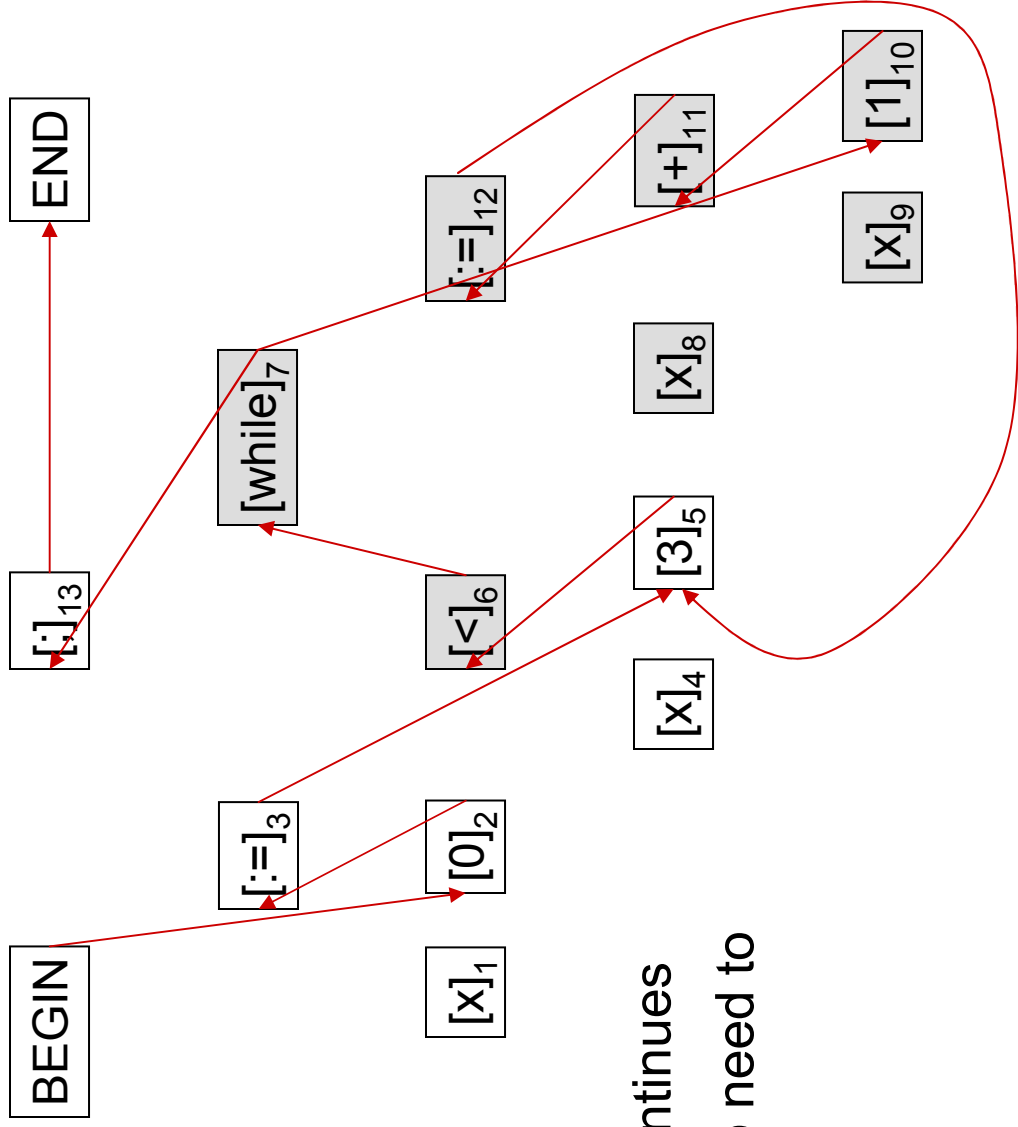 BEGIN
[;]13
END
[:=]3
[while]7
[x]1
[0]2
[<]6
[:=]12
[x]4
[3]5
[x]8
[+]11
[x]9
[1]10
need to